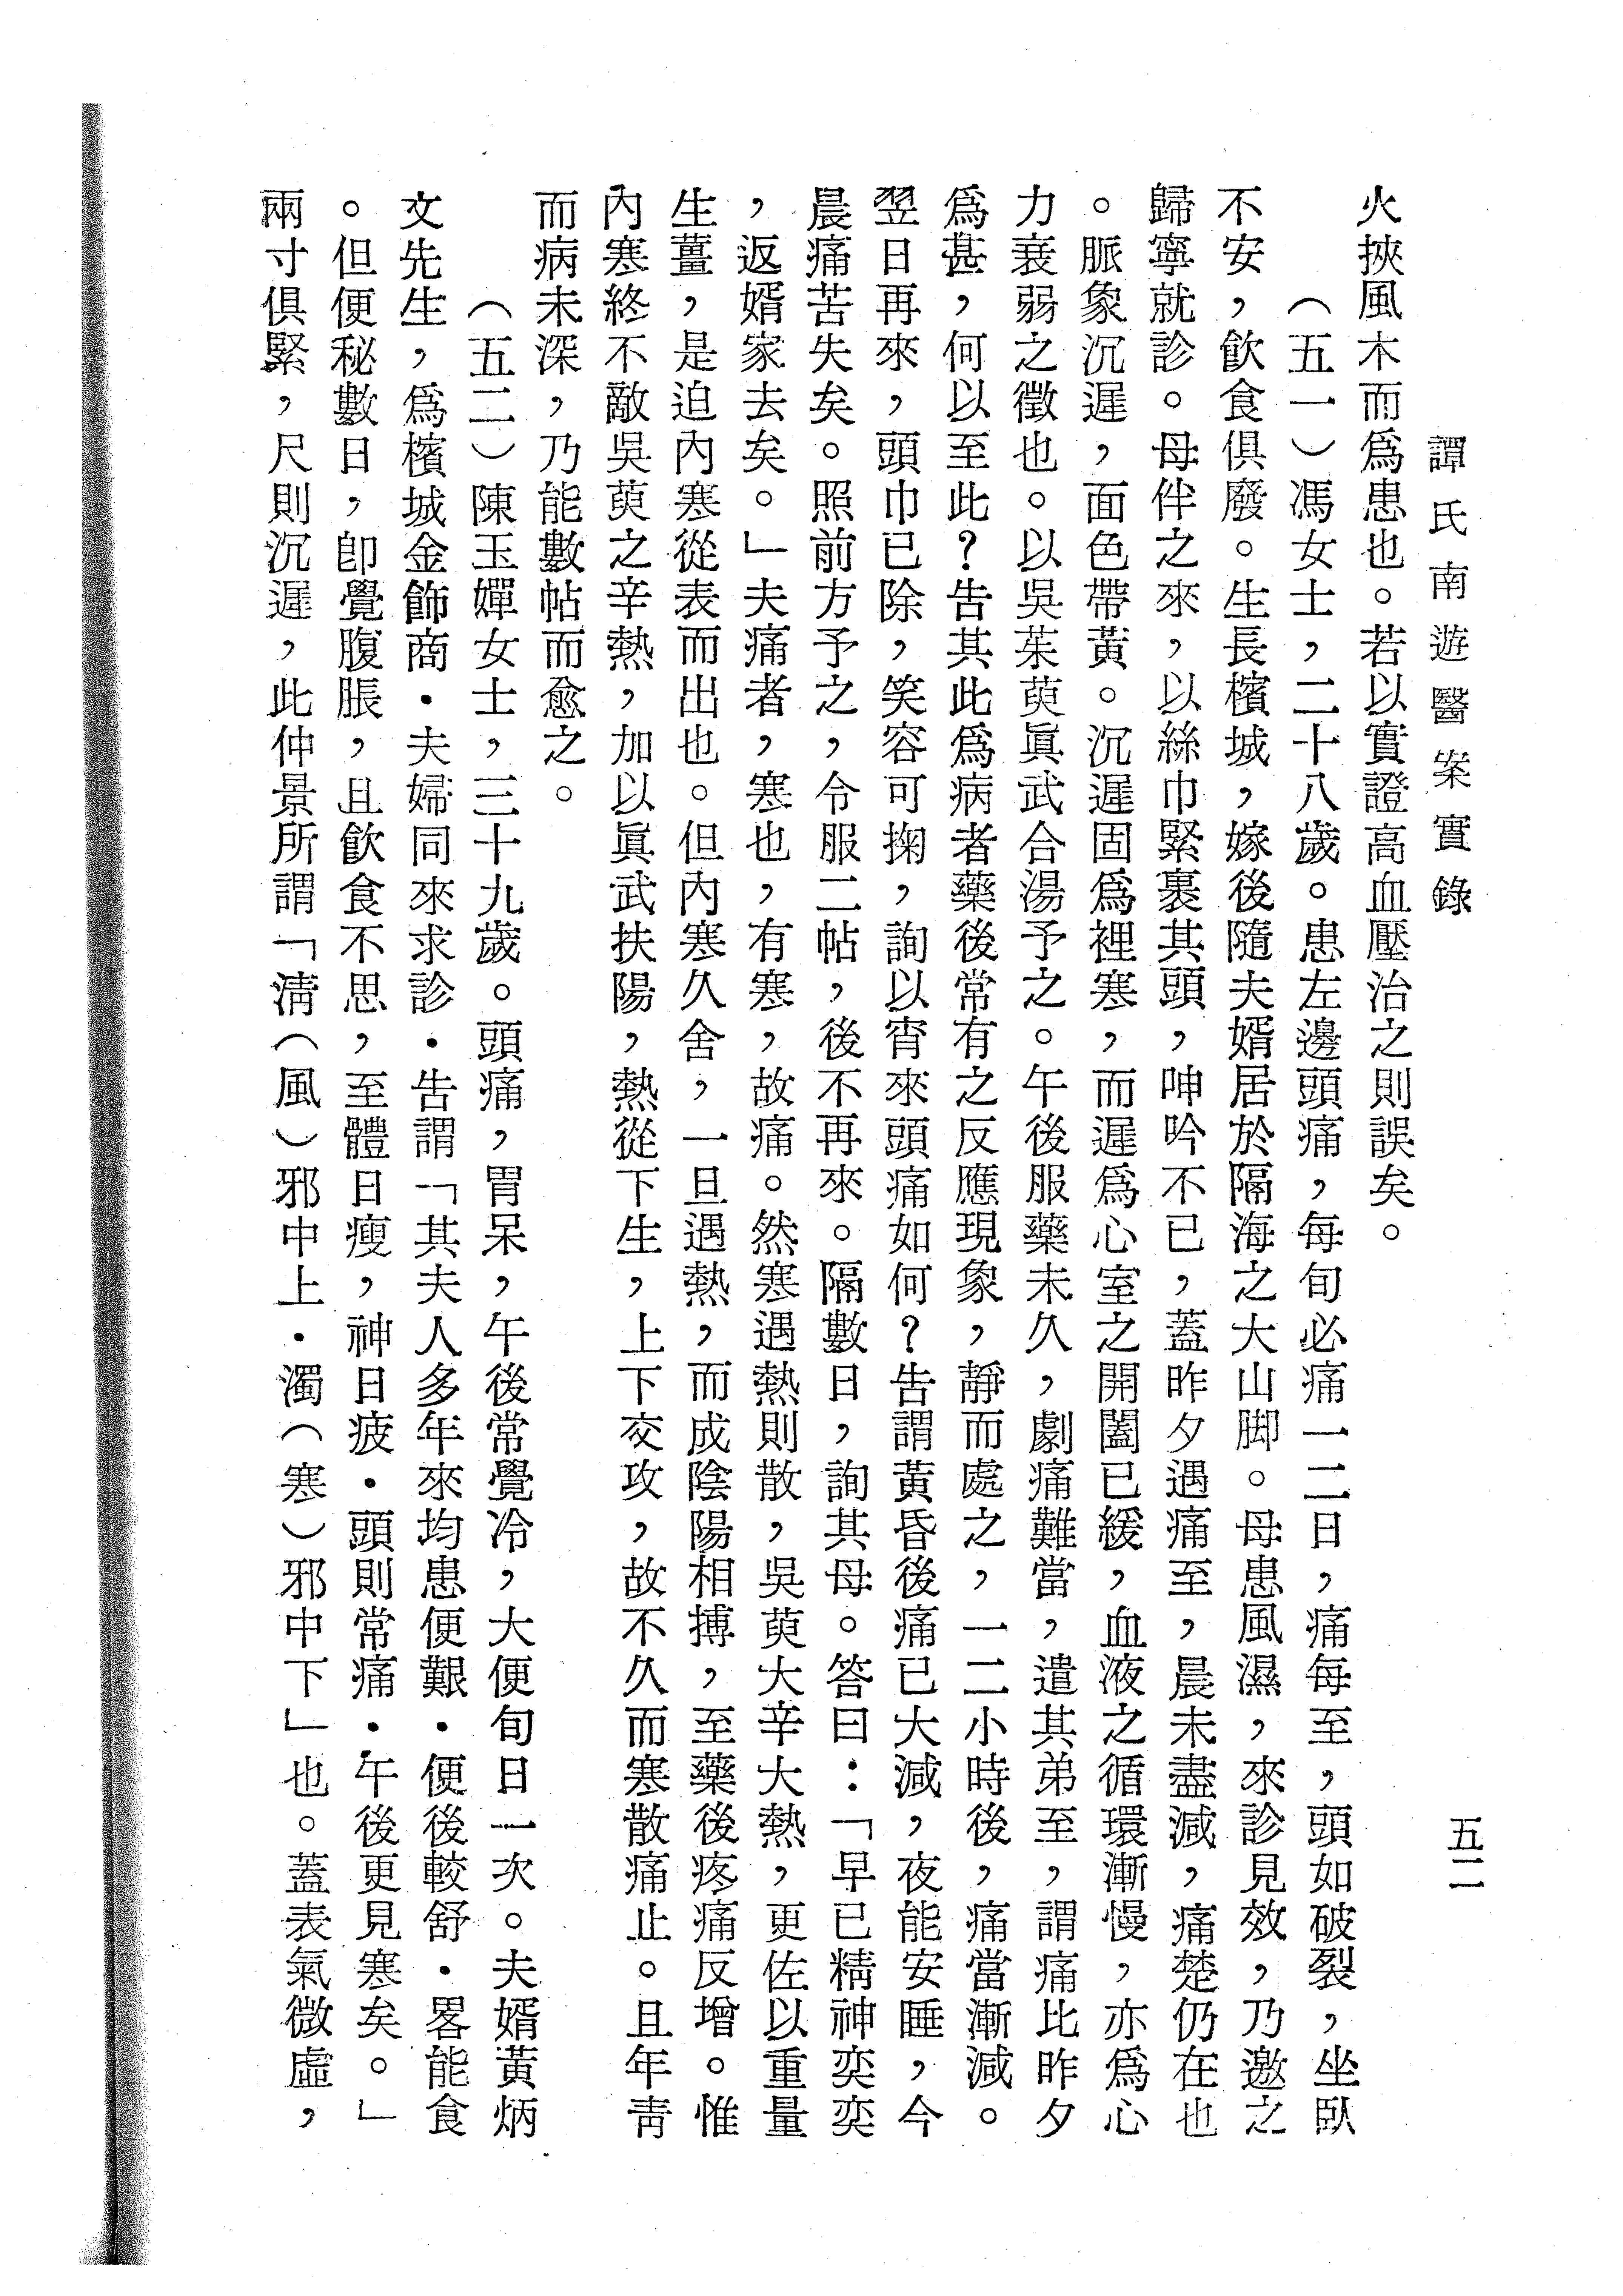 譚氏南遊醫案實錄
五二
火挾風木而爲患也。若以實證高血壓治之則誤矣。
（五一）馮女士，二十八歲。患左邊頭痛，每旬必痛一二日，痛每至，頭如破裂，坐臥
不安，飮食俱廢。生長檳城，嫁後隨夫婿居於隔海之大山脚。母患風濕，來診見效，乃邀之
歸寧就診。母伴之來，以絲巾緊裹其頭，呻吟不已，蓋昨夕遇痛至，晨未盡減，痛楚仍在也
。脈象沉遲，面色帶黃。沉遲固爲裡寒，而遲爲心室之開闔已緩，血液之循環漸慢，亦爲心
力衰弱之徵也。以吳茱萸眞武合湯予之。午後服藥未久，劇痛難當，遣其弟至，謂痛比昨夕
爲甚，何以至此？告其此爲病者藥後常有之反應現象，靜而處之，一二小時後，痛當漸減。
翌日再來，頭巾已除，笑容可掬，詢以宵來頭痛如何？告謂黃昏後痛已大減，夜能安睡，今
晨痛苦失矣。照前方予之，令服二帖，後不再來。隔數日，詢其母。答曰：「早已精神奕奕
，返婿家去矣。」夫痛者，寒也，有寒，故痛。然寒遇熱則散，吳萸大辛大熱，更佐以重量
生薑，是迫內寒從表而出也。但內寒久舍，一旦遇熱，而成陰陽相搏，至藥後疼痛反增。惟
內寒終不敵吳萸之辛熱，加以眞武扶陽，熱從下生，上下交攻，故不久而寒散痛止。且年靑
而病未深，乃能數帖而愈之。
（五二）陳玉嬋女士，三十九歲。頭痛，胃呆，午後常覺冷，大便旬日一次。夫婿黃炳
文先生，爲檳城金飾商．夫婦同來求診．告謂「其夫人多年來均患便艱．便後較舒．畧能食
。但便秘數日，卽覺腹脹，且飮食不思，至體日瘦，神日疲．頭則常痛．午後更見寒矣。」
兩寸俱緊，尺則沉遲，此仲景所謂「淸（風）邪中上．濁（寒）邪中下」也。蓋表氣微虛，